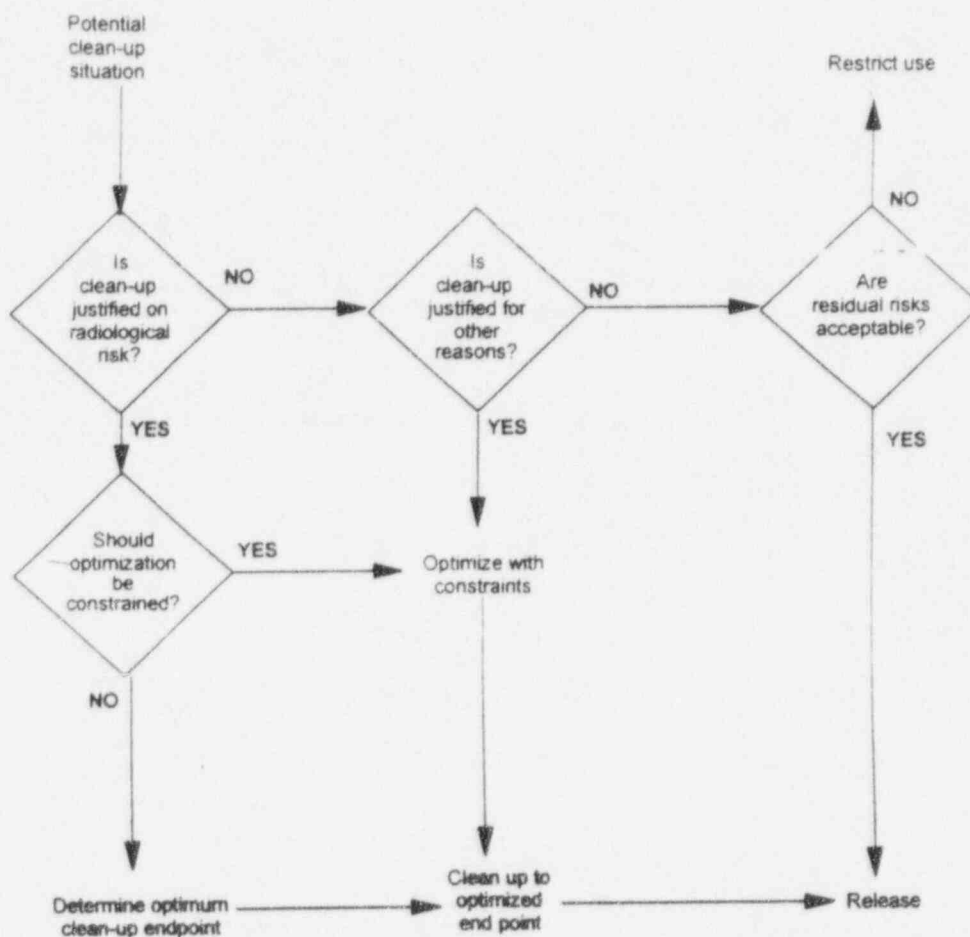 Potential
clean-up
situation
Restrict use
NO
Is
clean-up
justified on
radiological
risk?
NO
Is
clean-up
justified for
other
reasons?
NO
Are
residual risks
acceptable?
YES
YES
YES
Should
optimization
be
constrained?
YES
Optimize with
constraints
NO
Determine optimum
clean-up endpoint
Clean up to
optimized
end point
Release